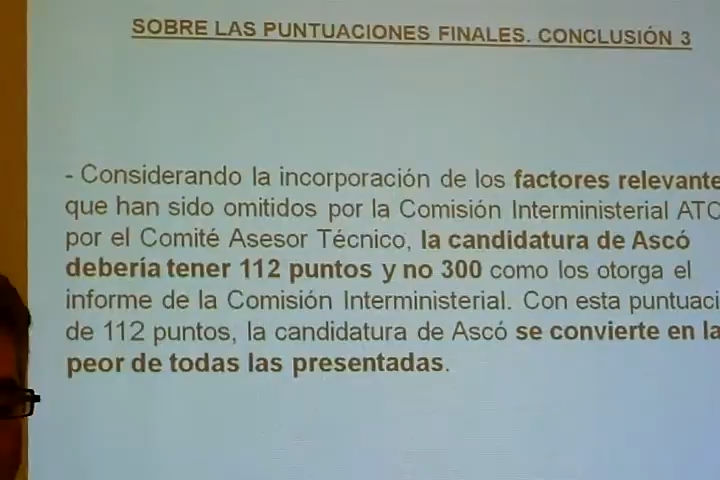 SOBRE LAS PUNTUACIONES FINALES. CONCLUSIÓN 3
- Considerando la incorporación de los factores relevante
que han sido omitidos por la Comisión Interministerial ATC
por el Comité Asesor Técnico, la candidatura de Ascó
debería tener 112 puntos y no 300 como los otorga el
informe de la Comisión Interministerial. Con esta puntuaci
de 112 puntos, la candidatura de Ascó se convierte en la
peor de todas las presentadas.